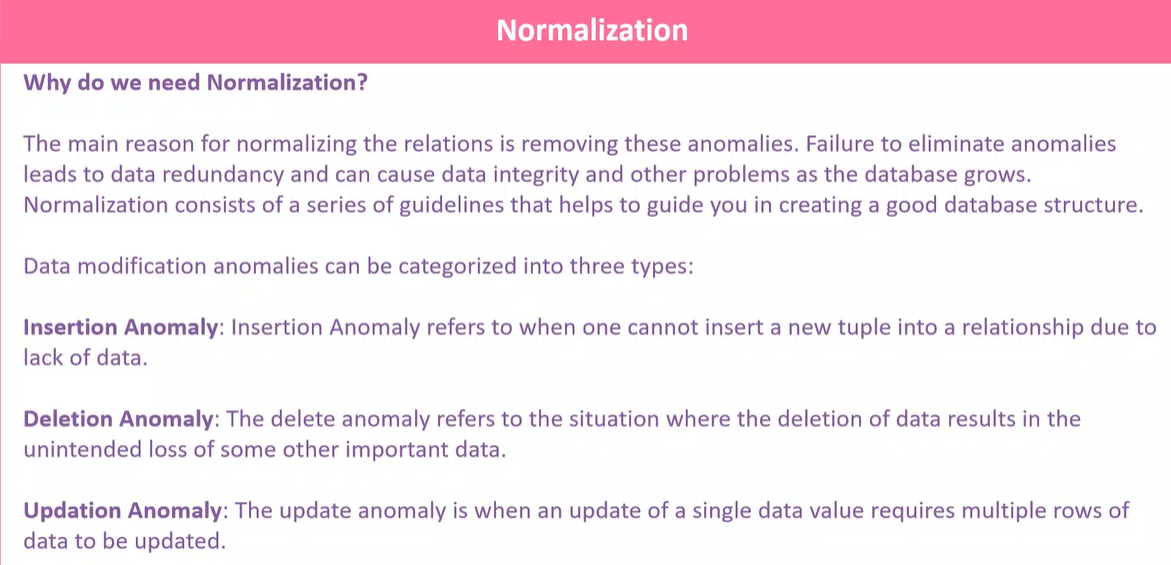 Normalization
Why do we need Normalization?
The main reason for normalizing the relations is removing these anomalies. Failure to eliminate anomalies
leads to data redundancy and can cause data integrity and other problems as the database grows.
Normalization consists of a series of guidelines that helps to guide you in creating a good database structure.
Data modification anomalies can be categorized into three types:
Insertion Anomaly: Insertion Anomaly refers to when one cannot insert a new tuple into a relationship due to
lack of data.
Deletion Anomaly: The delete anomaly refers to the situation where the deletion of data results in the
unintended loss of some other important data.
Updation Anomaly: The update anomaly is when an update of a single data value requires multiple rows of
data to be updated.